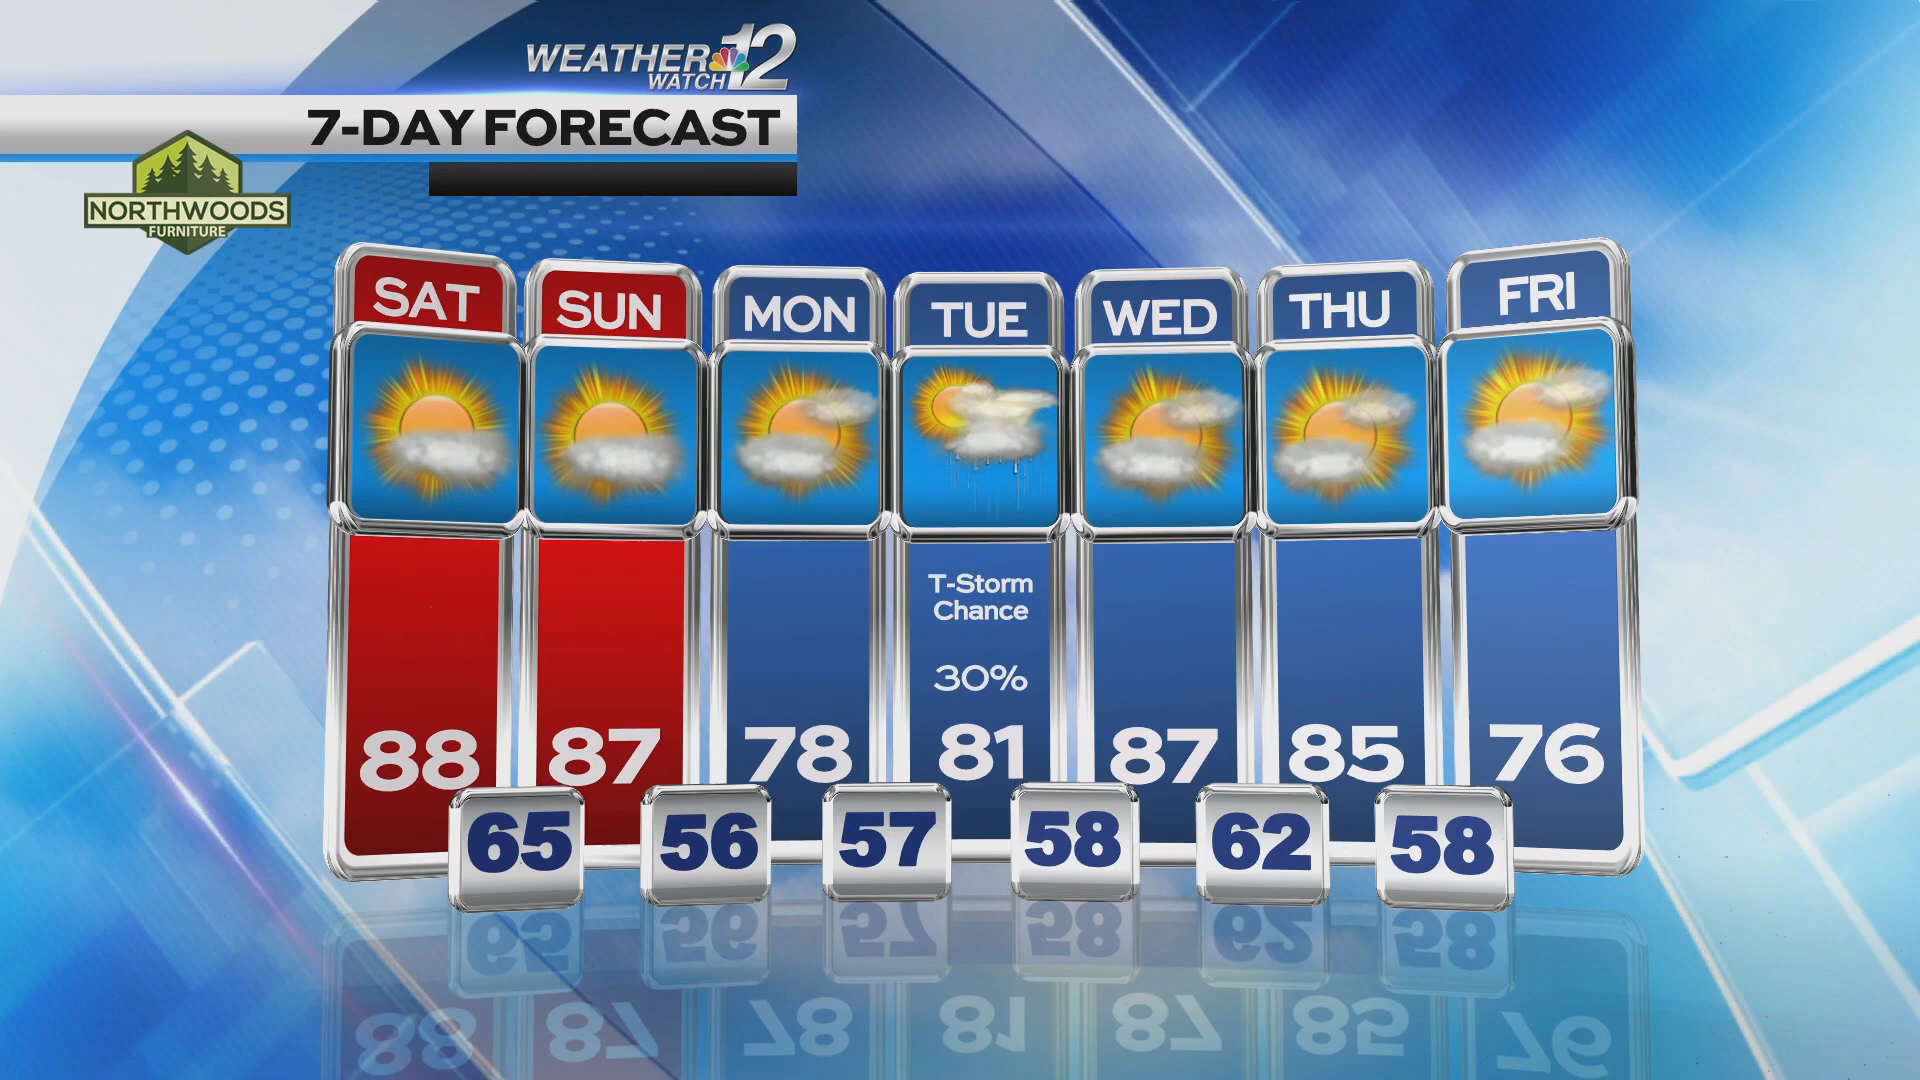 WEATHER 12
WATCH
7-DAY FORECAST
NORTHWOODS
FURNITURE
SAT SUN MON TUE WED THU FRI
T-Storm
Chance
30%
88 87 78 81 87 85 76
65 56 57 58 62 58